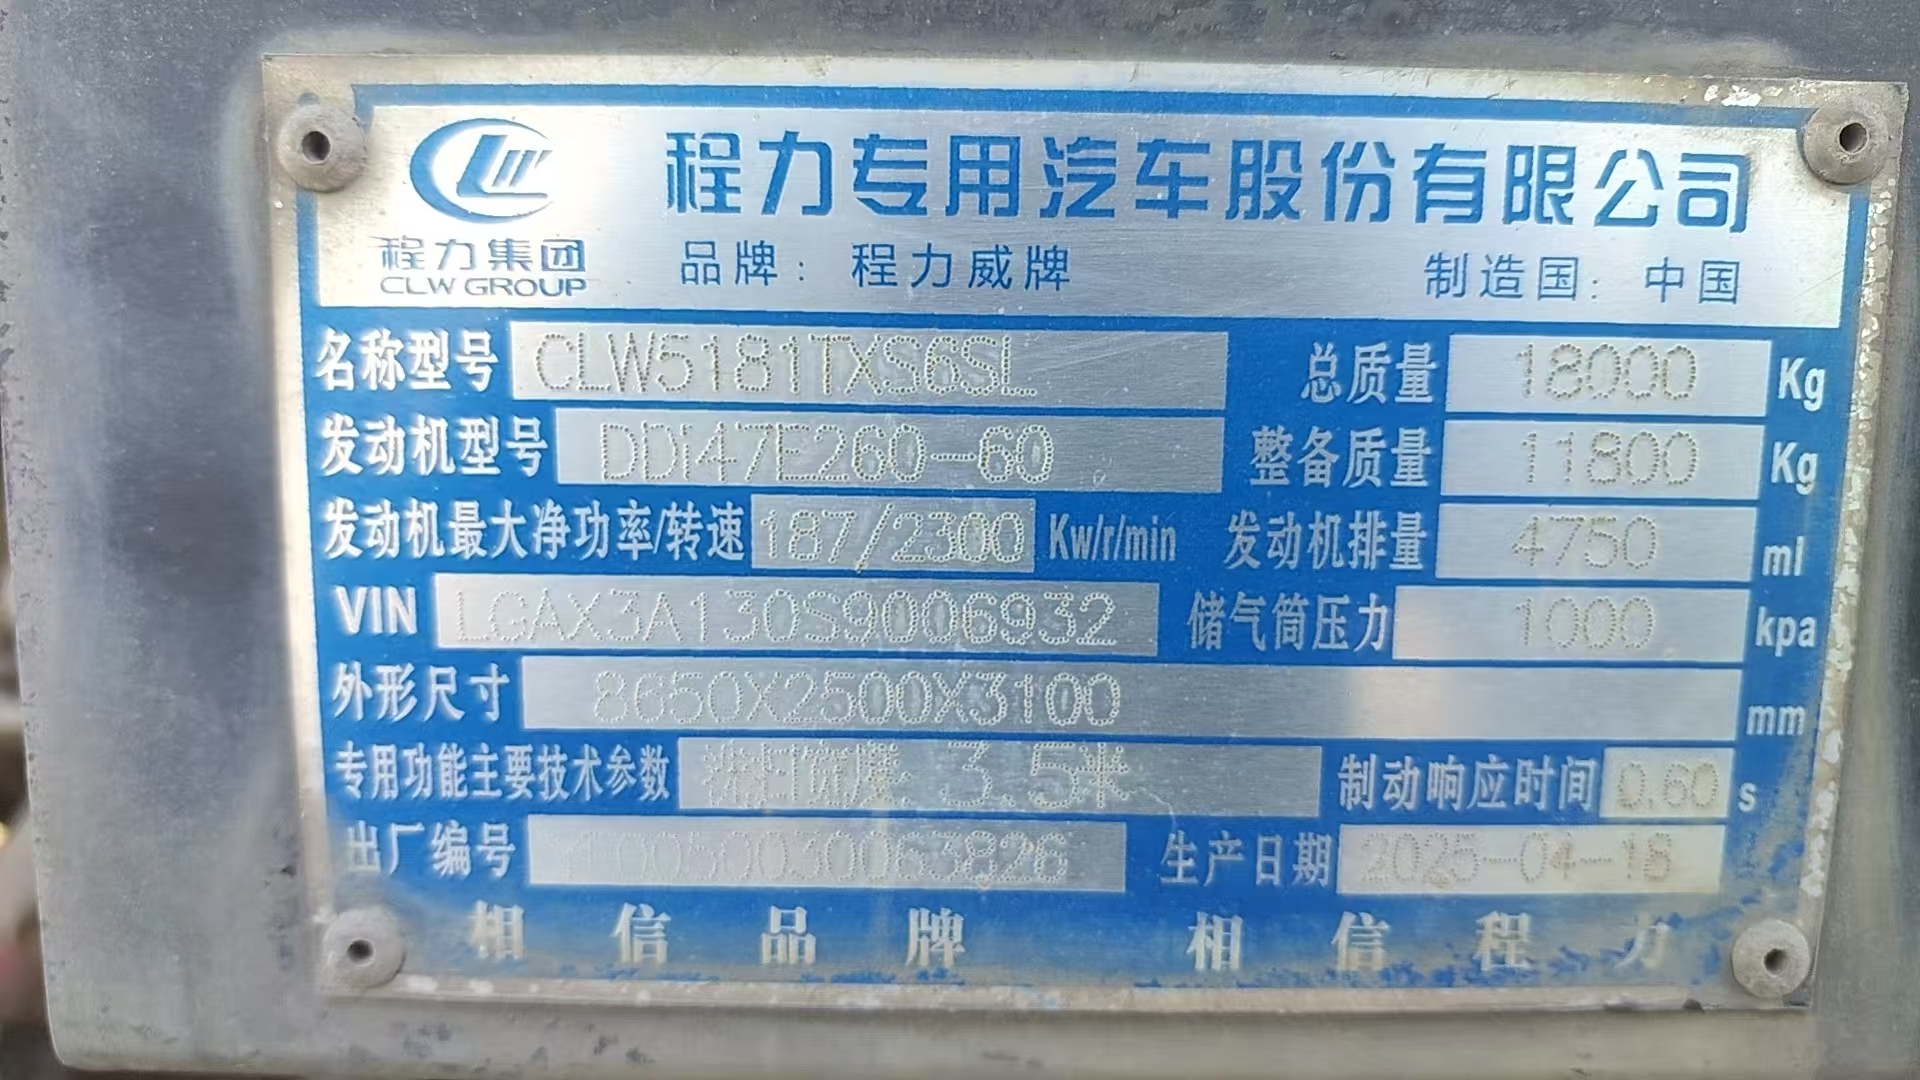 程力专用汽车股份有限公司
程力集团
CLW GROUP
品牌：程力威牌 制造国：中国
名称型号 CLW5181TXS6SL 总质量 18000 Kg
发动机型号 DDi47E260-60 整备质量 11800 Kg
发动机最大净功率/转速 187/2300 Kw/r/min 发动机排量 4750 ml
VIN LGAX3A130S9006932 储气筒压力 1000 kpa
外形尺寸 8650X2500X3100 mm
专用功能主要技术参数 洗扫宽度 3.5米 制动响应时间 0.60 s
出厂编号 生产日期 2025-04-18
相信品牌 相信程力